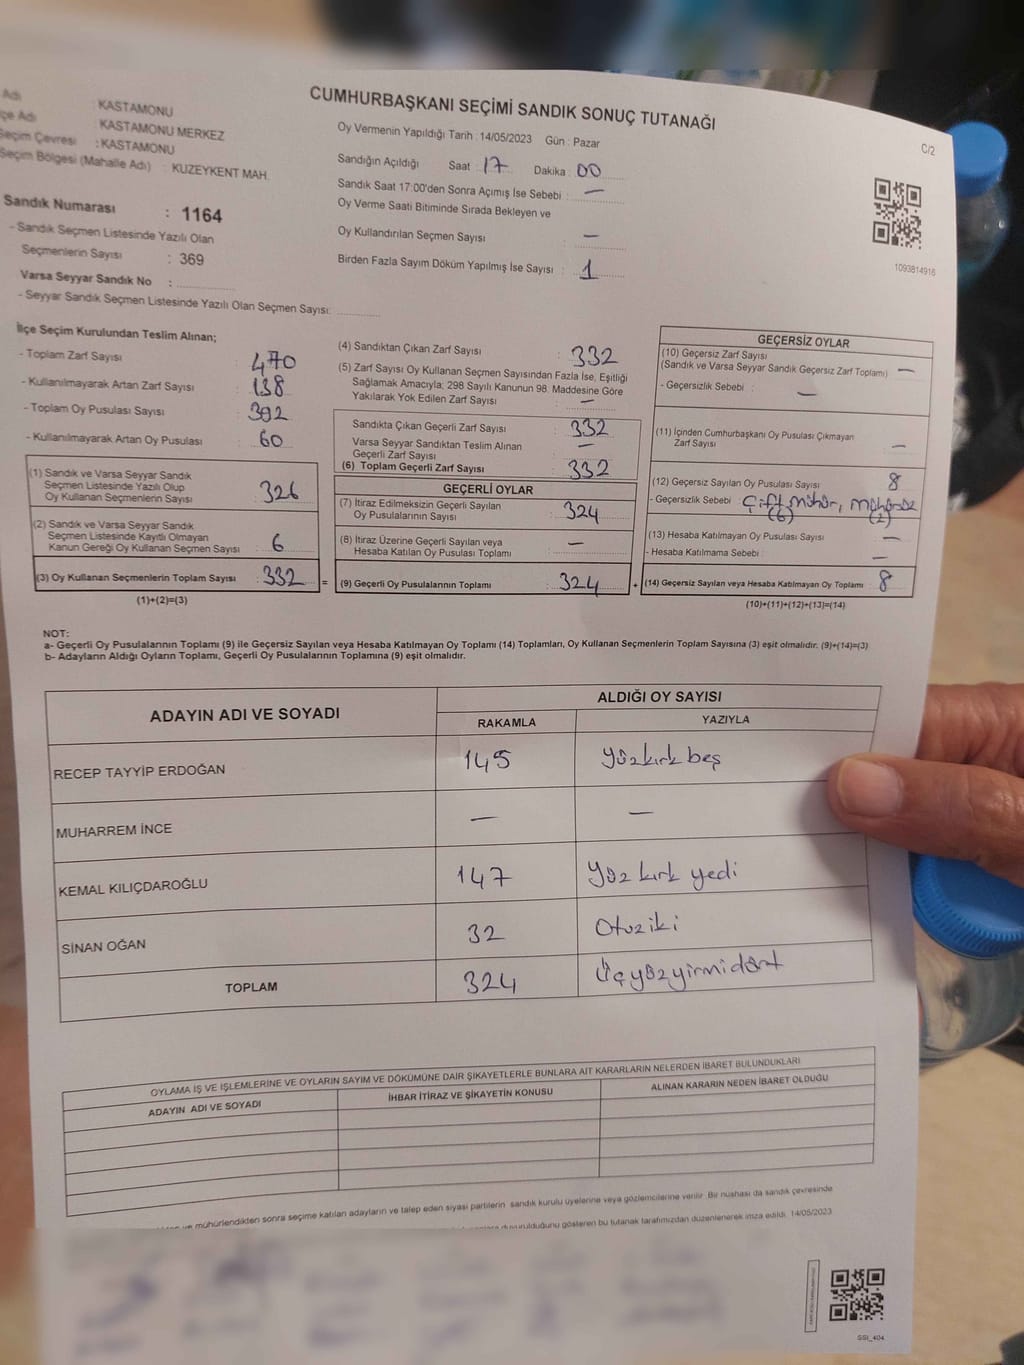 CUMHURBAŞKANI SEÇİMİ SANDIK SONUÇ TUTANAĞI
C/2
Adı : KASTAMONU
çe Adı : KASTAMONU MERKEZ
Seçim Çevresi : KASTAMONU
Seçim Bölgesi (Mahalle Adı) : KUZEYKENT MAH.
Sandık Numarası : 1164
- Sandık Seçmen Listesinde Yazılı Olan
Seçmenlerin Sayısı : 369
Varsa Seyyar Sandık No :
- Seyyar Sandık Seçmen Listesinde Yazılı Olan Seçmen Sayısı:
Oy Vermenin Yapıldığı Tarih : 14/05/2023 Gün : Pazar
Sandığın Açıldığı Saat : 17 Dakika : 00
Sandık Saat 17:00'den Sonra Açımış İse Sebebi : —
Oy Verme Saati Bitiminde Sırada Bekleyen ve
Oy Kullandırılan Seçmen Sayısı : —
Birden Fazla Sayım Döküm Yapılmış İse Sayısı : 1
1093814916
İlçe Seçim Kurulundan Teslim Alınan;
- Toplam Zarf Sayısı : 470
- Kullanılmayarak Artan Zarf Sayısı : 138
- Toplam Oy Pusulası Sayısı : 392
- Kullanılmayarak Artan Oy Pusulası : 60
(1) Sandık ve Varsa Seyyar Sandık
Seçmen Listesinde Yazılı Olup
Oy Kullanan Seçmenlerin Sayısı : 326
(2) Sandık ve Varsa Seyyar Sandık
Seçmen Listesinde Kayıtlı Olmayan
Kanun Gereği Oy Kullanan Seçmen Sayısı : 6
(3) Oy Kullanan Seçmenlerin Toplam Sayısı : 332
(1)+(2)=(3)
=
(4) Sandıktan Çıkan Zarf Sayısı : 332
(5) Zarf Sayısı Oy Kullanan Seçmen Sayısından Fazla İse, Eşitliği
Sağlamak Amacıyla; 298 Sayılı Kanunun 98. Maddesine Göre
Yakılarak Yok Edilen Zarf Sayısı : —
Sandıkta Çıkan Geçerli Zarf Sayısı : 332
Varsa Seyyar Sandıktan Teslim Alınan
Geçerli Zarf Sayısı : —
(6) Toplam Geçerli Zarf Sayısı : 332
GEÇERLİ OYLAR
(7) İtiraz Edilmeksizin Geçerli Sayılan
Oy Pusulalarının Sayısı : 324
(8) İtiraz Üzerine Geçerli Sayılan veya
Hesaba Katılan Oy Pusulası Toplamı : —
(9) Geçerli Oy Pusulalarının Toplamı : 324
+
GEÇERSİZ OYLAR
(10) Geçersiz Zarf Sayısı
(Sandık ve Varsa Seyyar Sandık Geçersiz Zarf Toplamı) —
- Geçersizlik Sebebi : —
(11) İçinden Cumhurbaşkanı Oy Pusulası Çıkmayan
Zarf Sayısı : —
(12) Geçersiz Sayılan Oy Pusulası Sayısı : 8
- Geçersizlik Sebebi : Çift mühür, mühürsüz
(6) (2)
(13) Hesaba Katılmayan Oy Pusulası Sayısı : —
- Hesaba Katılmama Sebebi : —
(14) Geçersiz Sayılan veya Hesaba Katılmayan Oy Toplamı : 8
(10)+(11)+(12)+(13)=(14)
NOT:
a- Geçerli Oy Pusulalarının Toplamı (9) ile Geçersiz Sayılan veya Hesaba Katılmayan Oy Toplamı (14) Toplamları, Oy Kullanan Seçmenlerin Toplam Sayısına (3) eşit olmalıdır. (9)+(14)=(3)
b- Adayların Aldığı Oyların Toplamı, Geçerli Oy Pusulalarının Toplamına (9) eşit olmalıdır.
ADAYIN ADI VE SOYADI
ALDIĞI OY SAYISI
RAKAMLA YAZIYLA
RECEP TAYYİP ERDOĞAN 145 Yüzkırk beş
MUHARREM İNCE — —
KEMAL KILIÇDAROĞLU 147 Yüz kırk yedi
SİNAN OĞAN 32 Otuziki
TOPLAM 324 Üçyüzyirmidört
OYLAMA İŞ VE İŞLEMLERİNE VE OYLARIN SAYIM VE DÖKÜMÜNE DAİR ŞİKAYETLERLE BUNLARA AİT KARARLARIN NELERDEN İBARET BULUNDUKLARI
ADAYIN ADI VE SOYADI İHBAR İTİRAZ VE ŞİKAYETİN KONUSU ALINAN KARARIN NEDEN İBARET OLDUĞU
ve mühürlendikten sonra seçime katılan adayların ve talep eden siyasi partilerin sandık kurulu üyelerine veya gözlemcilerine verilir. Bir nüshası da sandık çevresinde
duyurulduğunu gösteren bu tutanak tarafımızdan düzenlenerek imza edildi. 14/05/2023
GSI_404